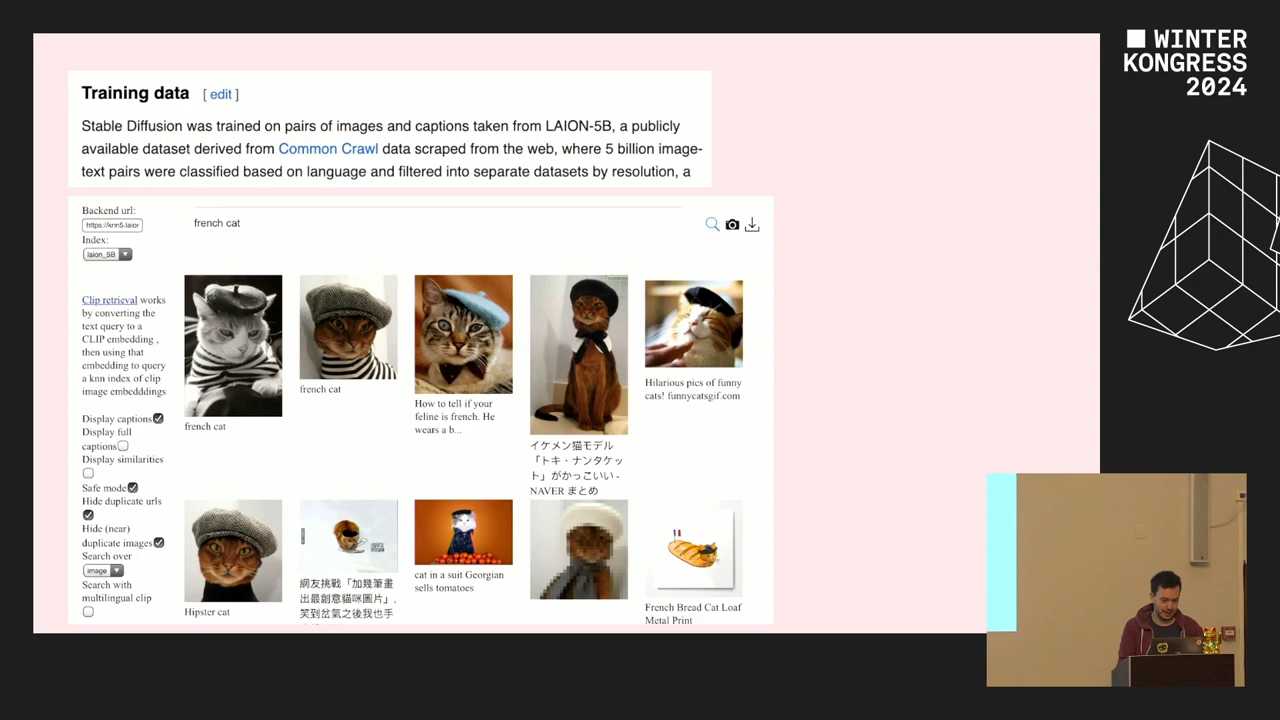 WINTER
KONGRESS
2024
Training data [ edit ]
Stable Diffusion was trained on pairs of images and captions taken from LAION-5B, a publicly
available dataset derived from Common Crawl data scraped from the web, where 5 billion image-
text pairs were classified based on language and filtered into separate datasets by resolution, a
Backend url:
https://knn5.laior
Index:
laion_5B
french cat
Clip retrieval works
by converting the
text query to a
CLIP embedding ,
then using that
embedding to query
a knn index of clip
image embedddings
Display captions
Display full
captions
Display similarities
Safe mode
Hide duplicate urls
Hide (near)
duplicate images
Search over
image
Search with
multilingual clip
french cat
french cat
How to tell if your
feline is french. He
wears a b...
イケメン猫モデル
「トキ・ナンタケッ
ト」がかっこいい -
NAVER まとめ
Hilarious pics of funny
cats! funnycatsgif.com
Hipster cat
網友挑戰「加幾筆畫
出最創意貓咪圖片」,
笑到岔氣之後我也手
cat in a suit Georgian
sells tomatoes
French Bread Cat Loaf
Metal Print